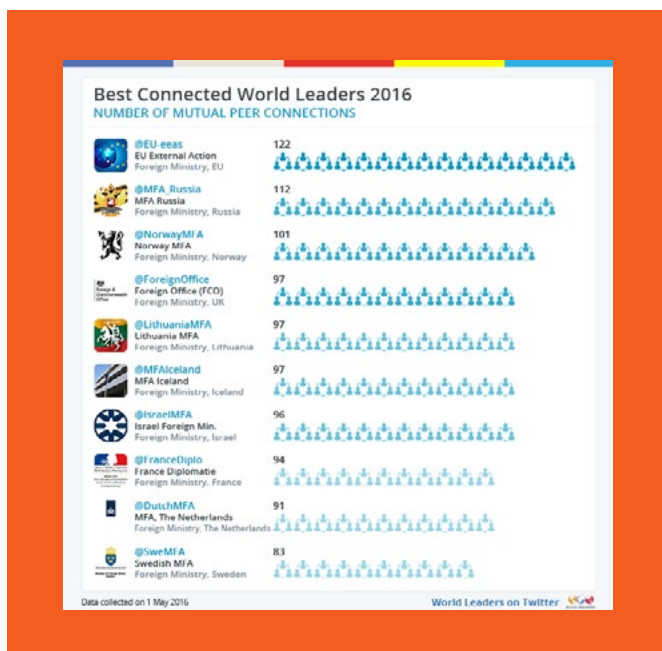 Best Connected World Leaders 2016
NUMBER OF MUTUAL PEER CONNECTIONS
@EU-eeas 122
EU External Action
Foreign Ministry, EU
@MFA_Russia 112
MFA Russia
Foreign Ministry, Russia
@NorwayMFA 101
Norway MFA
Foreign Ministry, Norway
@ForeignOffice 97
Foreign Office (FCO)
Foreign Ministry, UK
Foreign &
Commonwealth
Office
@LithuaniaMFA 97
Lithuania MFA
Foreign Ministry, Lithuania
@MFAIceland 97
MFA Iceland
Foreign Ministry, Iceland
@IsraelMFA 96
Israel Foreign Min.
Foreign Ministry, Israel
@FranceDiplo 94
France Diplomatie
Foreign Ministry, France
@DutchMFA 91
MFA, The Netherlands
Foreign Ministry, The Netherlands
@SweMFA 83
Swedish MFA
Foreign Ministry, Sweden
Data collected on 1 May 2016 World Leaders on Twitter